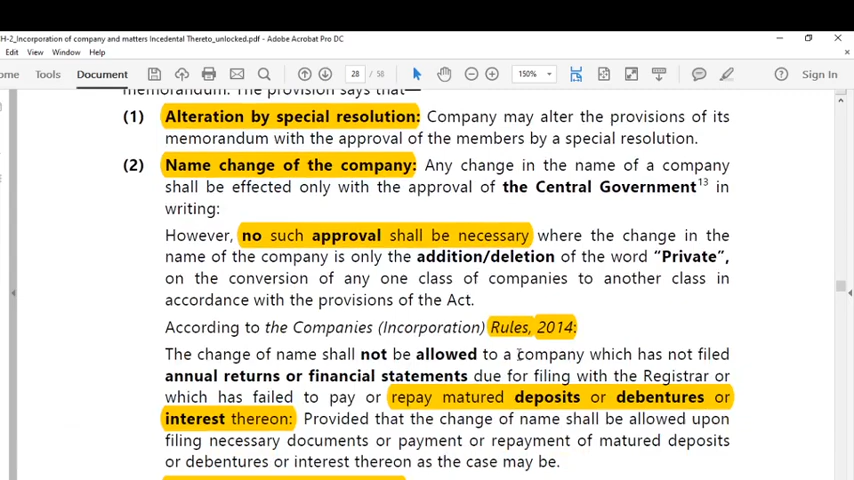 H-2_Incorporation of company and matters Incedental Thereto_unlocked.pdf - Adobe Acrobat Pro DC
Edit View Window Help
ome Tools Document 28 / 58 150% Sign In
memorandum. The provision says that—
(1) Alteration by special resolution: Company may alter the provisions of its
memorandum with the approval of the members by a special resolution.
(2) Name change of the company: Any change in the name of a company
shall be effected only with the approval of the Central Government13 in
writing:
However, no such approval shall be necessary where the change in the
name of the company is only the addition/deletion of the word “Private”,
on the conversion of any one class of companies to another class in
accordance with the provisions of the Act.
According to the Companies (Incorporation) Rules, 2014:
The change of name shall not be allowed to a company which has not filed
annual returns or financial statements due for filing with the Registrar or
which has failed to pay or repay matured deposits or debentures or
interest thereon: Provided that the change of name shall be allowed upon
filing necessary documents or payment or repayment of matured deposits
or debentures or interest thereon as the case may be.